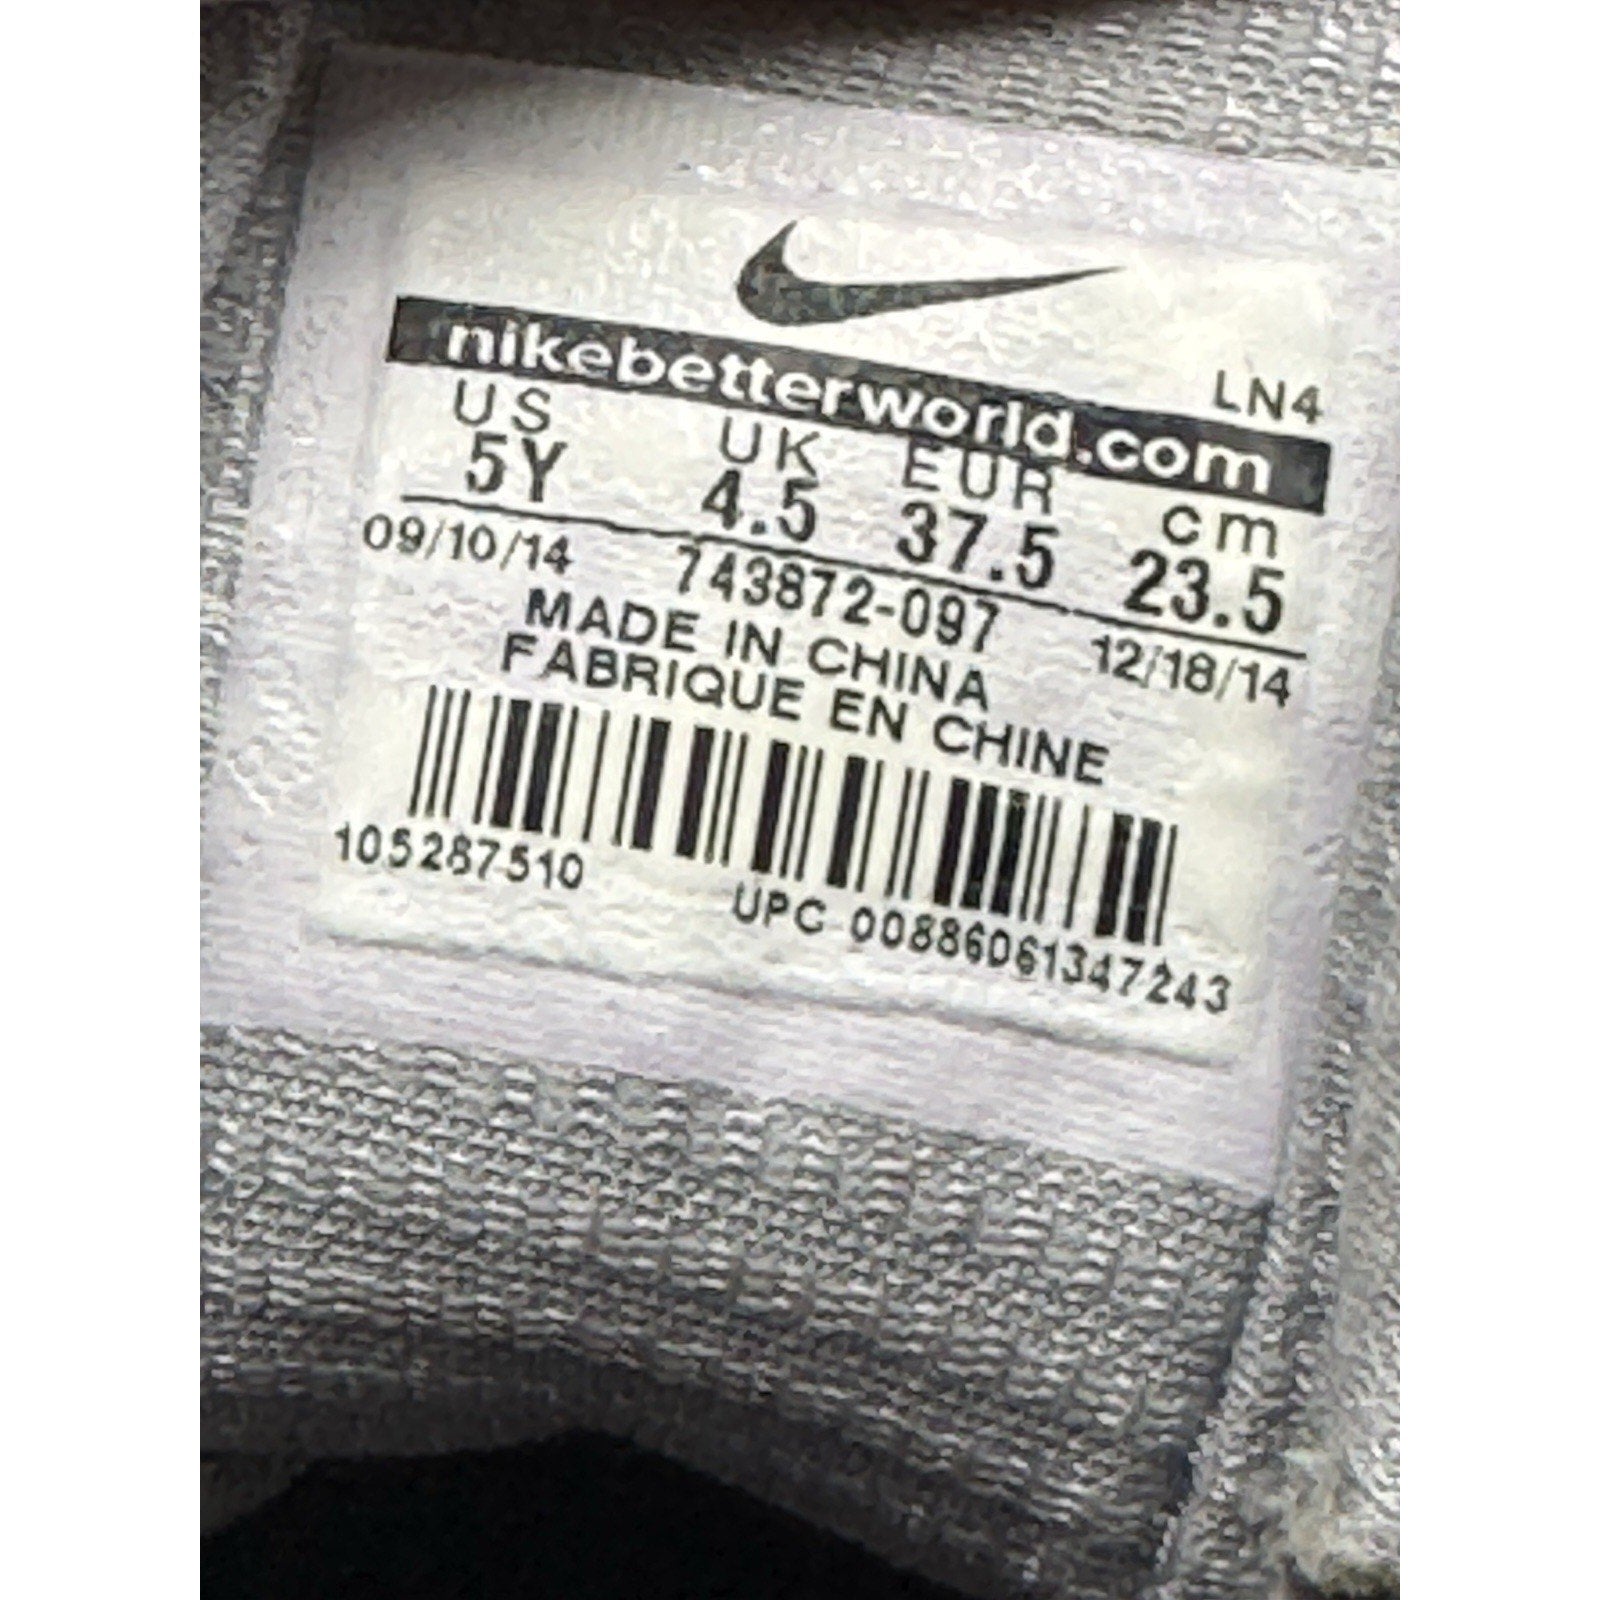 LN4
nikebetterworld.com
US UK EUR cm
5Y 4.5 37.5 23.5
09/10/14 743872-097 12/18/14
MADE IN CHINA
FABRIQUE EN CHINE
105287510
UPC 00886061347243